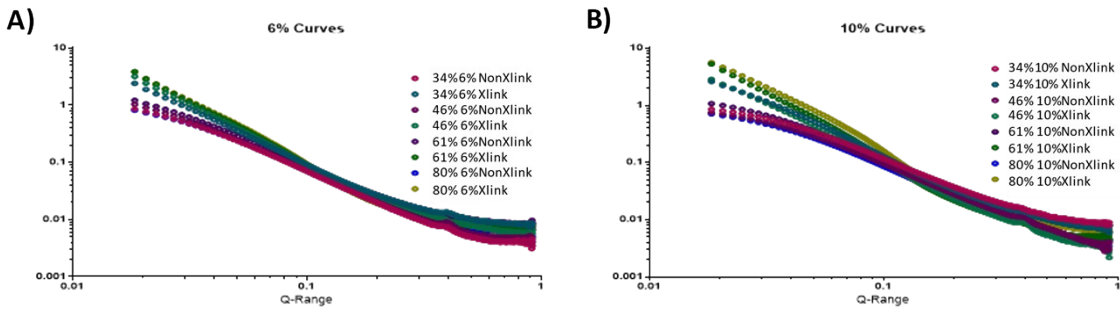 A)
6% Curves
10
1
0.1
0.01
0.001
0.01
0.1
1
Q-Range
34%6%NonXlink
34%6%Xlink
46% 6%NonXlink
46% 6%Xlink
61% 6%NonXlink
61% 6%Xlink
80% 6%NonXlink
80% 6%Xlink
B)
10% Curves
10
1
0.1
0.01
0.001
0.01
0.1
1
Q-Range
34%10% NonXlink
34%10% Xlink
46% 10%NonXlink
46% 10%Xlink
61% 10%NonXlink
61% 10%Xlink
80% 10%NonXlink
80% 10%Xlink